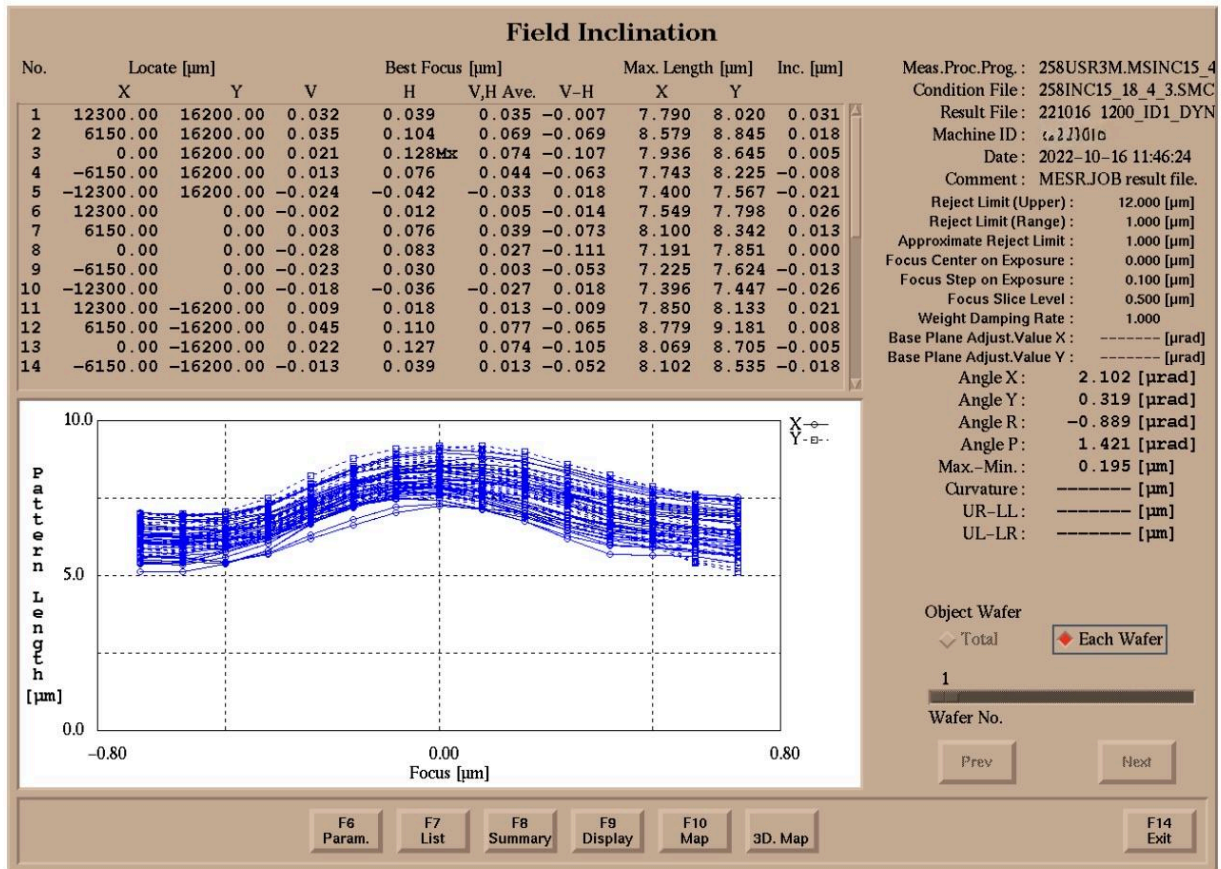 Field Inclination
No. Locate [µm] Best Focus [µm] Max. Length [µm] Inc. [µm]
X Y V H V,H Ave. V-H X Y
1 12300.00 16200.00 0.032 0.039 0.035 -0.007 7.790 8.020 0.031
2 6150.00 16200.00 0.035 0.104 0.069 -0.069 8.579 8.845 0.018
3 0.00 16200.00 0.021 0.128Mx 0.074 -0.107 7.936 8.645 0.005
4 -6150.00 16200.00 0.013 0.076 0.044 -0.063 7.743 8.225 -0.008
5 -12300.00 16200.00 -0.024 -0.042 -0.033 0.018 7.400 7.567 -0.021
6 12300.00 0.00 -0.002 0.012 0.005 -0.014 7.549 7.798 0.026
7 6150.00 0.00 0.003 0.076 0.039 -0.073 8.100 8.342 0.013
8 0.00 0.00 -0.028 0.083 0.027 -0.111 7.191 7.851 0.000
9 -6150.00 0.00 -0.023 0.030 0.003 -0.053 7.225 7.624 -0.013
10 -12300.00 0.00 -0.018 -0.036 -0.027 0.018 7.396 7.447 -0.026
11 12300.00 -16200.00 0.009 0.018 0.013 -0.009 7.850 8.133 0.021
12 6150.00 -16200.00 0.045 0.110 0.077 -0.065 8.779 9.181 0.008
13 0.00 -16200.00 0.022 0.127 0.074 -0.105 8.069 8.705 -0.005
14 -6150.00 -16200.00 -0.013 0.039 0.013 -0.052 8.102 8.535 -0.018
Meas.Proc.Prog. : 258USR3M.MSINC15_4
Condition File : 258INC15_18_4_3.SMC
Result File : 221016 1200_ID1_DYN
Machine ID :
Date : 2022-10-16 11:46:24
Comment : MESR.JOB result file.
Reject Limit (Upper) : 12.000 [µm]
Reject Limit (Range) : 1.000 [µm]
Approximate Reject Limit : 1.000 [µm]
Focus Center on Exposure : 0.000 [µm]
Focus Step on Exposure : 0.100 [µm]
Focus Slice Level : 0.500 [µm]
Weight Damping Rate : 1.000
Base Plane Adjust.Value X : ------- [µrad]
Base Plane Adjust.Value Y : ------- [µrad]
Angle X : 2.102 [µrad]
Angle Y : 0.319 [µrad]
Angle R : -0.889 [µrad]
Angle P : 1.421 [µrad]
Max.-Min. : 0.195 [µm]
Curvature : ------- [µm]
UR-LL : ------- [µm]
UL-LR : ------- [µm]
10.0
5.0
0.0
Pattern Length
[µm]
X
Y
-0.80 0.00 0.80
Focus [µm]
Object Wafer
Total Each Wafer
1
Wafer No.
Prev Next
F6 Param.
F7 List
F8 Summary
F9 Display
F10 Map
3D. Map
F14 Exit